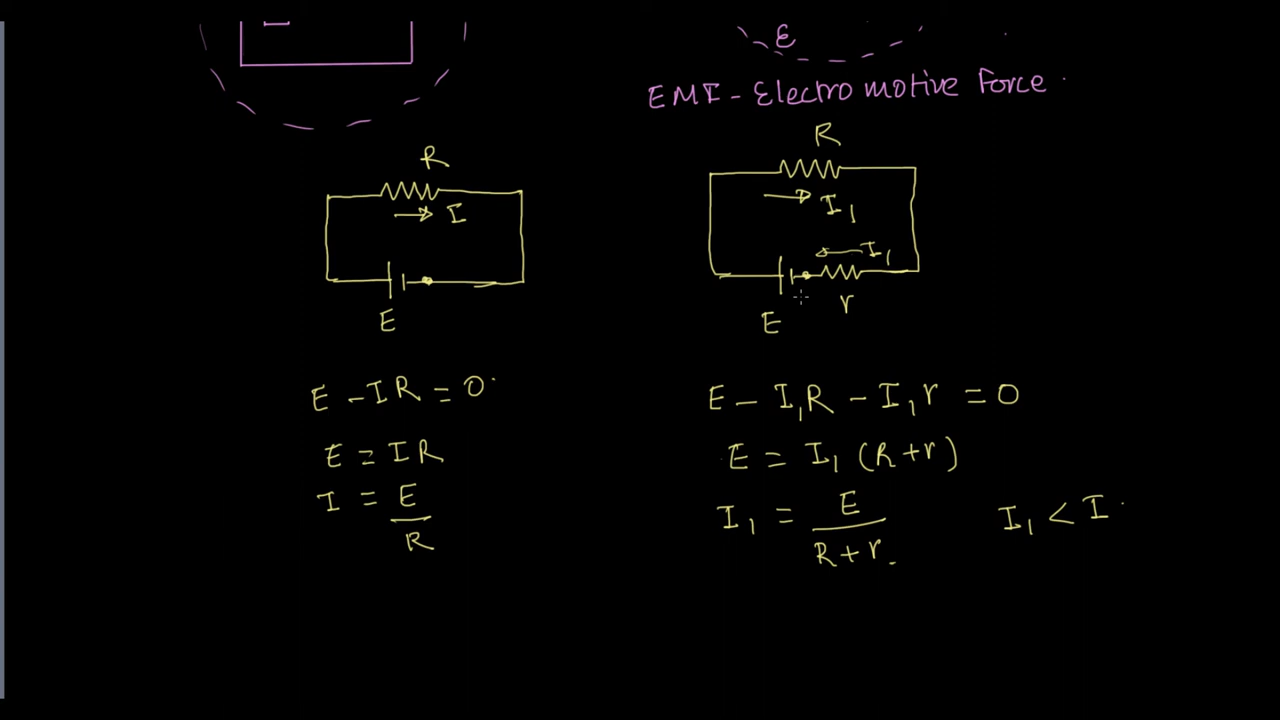 ε
EMF - Electro motive Force
R
I
E
R
I₁
I₁
r
E
E - IR = 0
E = IR
I = E/R
E - I₁R - I₁r = 0
E = I₁ (R+r)
I₁ = E/(R+r)
I₁ < I